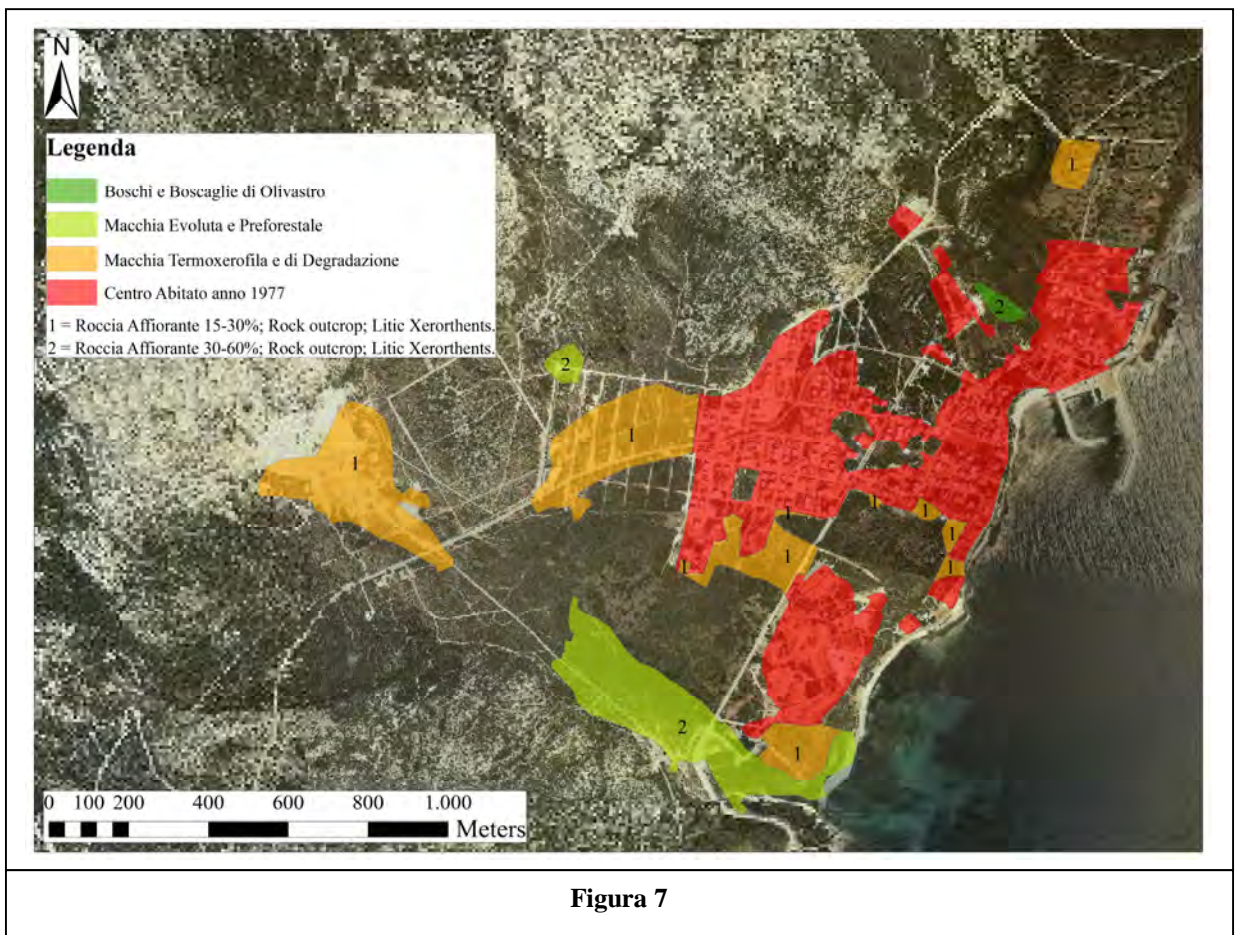 N
Legenda
Boschi e Boscaglie di Olivastro
Macchia Evoluta e Preforestale
Macchia Termoxerofila e di Degradazione
Centro Abitato anno 1977
1 = Roccia Affiorante 15-30%; Rock outcrop; Litic Xerorthents.
2 = Roccia Affiorante 30-60%; Rock outcrop; Litic Xerorthents.
1
2
2
1
1
1
1
1
1
1
1
1
2
1
0 100 200 400 600 800 1.000
Meters
Figura 7